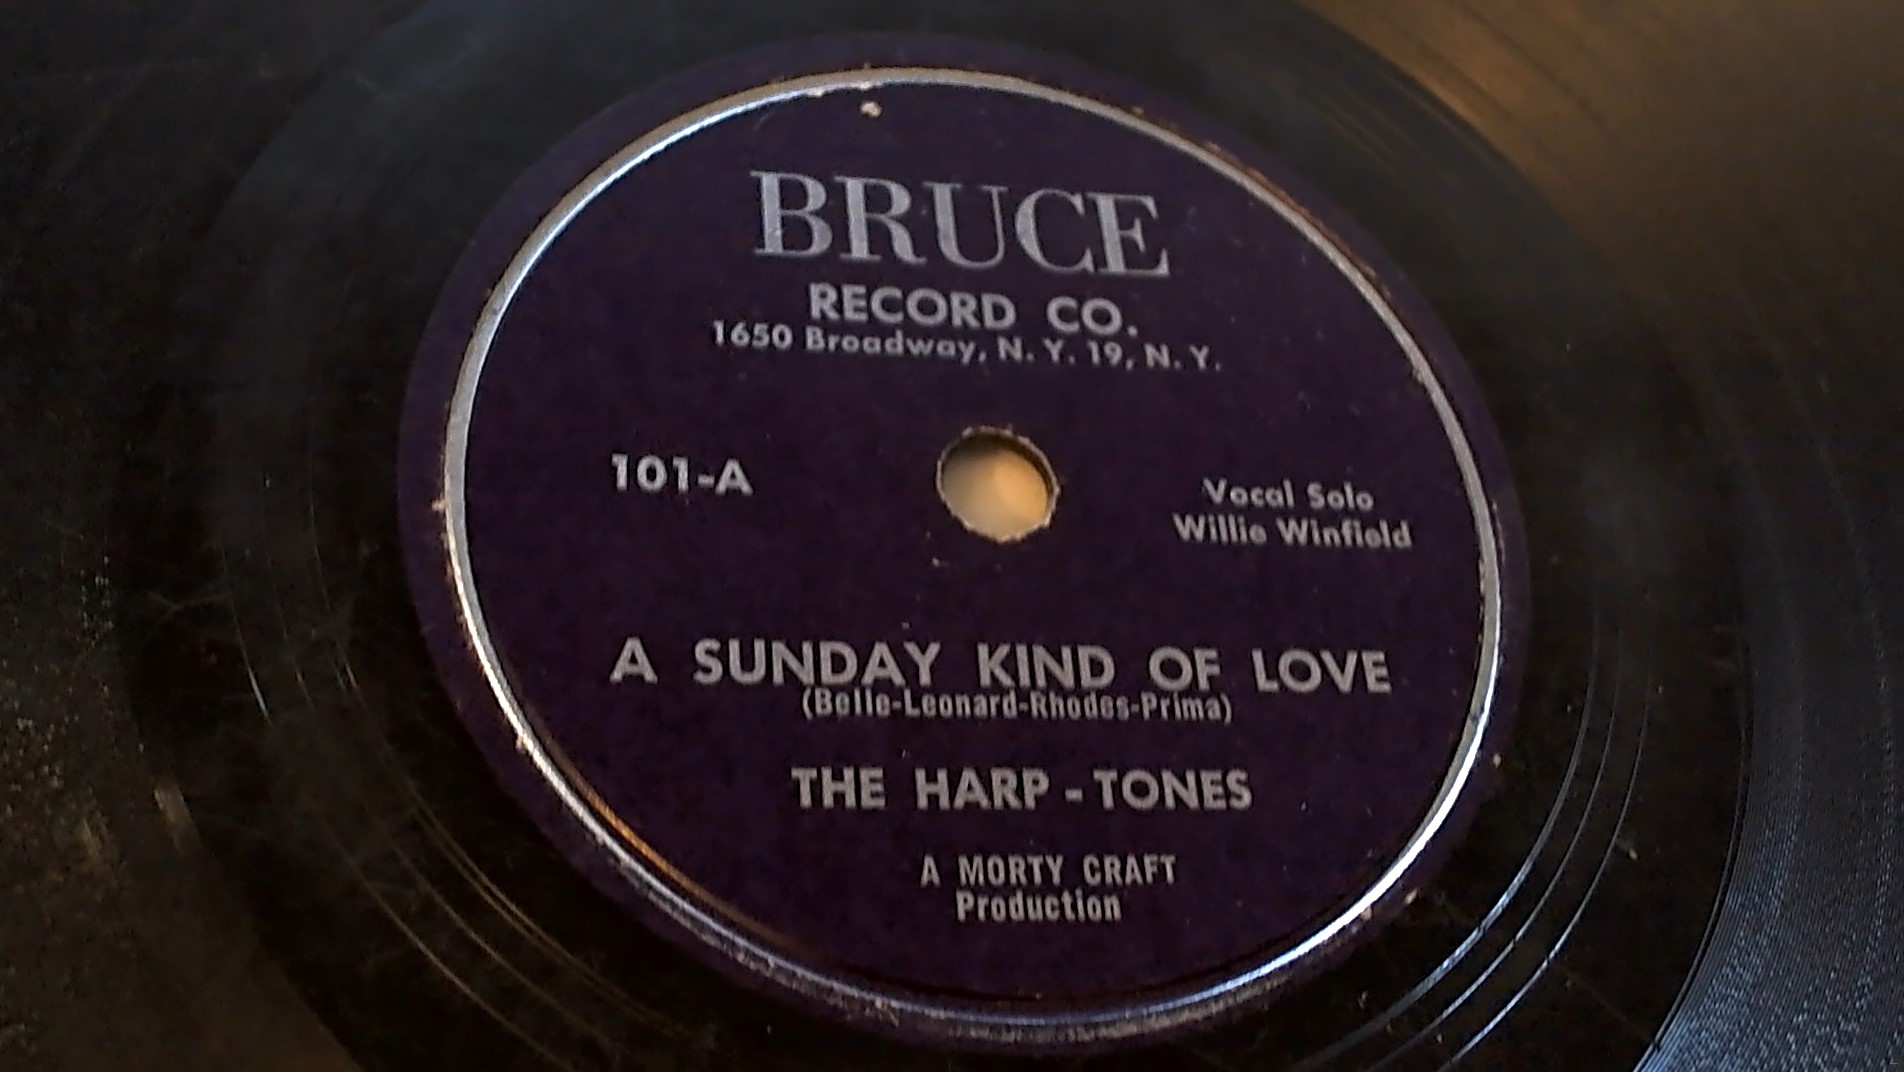 BRUCE
RECORD CO.
1650 Broadway, N. Y. 19, N. Y.
101-A
Vocal Solo
Willie Winfield
A SUNDAY KIND OF LOVE
(Belle-Leonard-Rhodes-Prima)
THE HARP - TONES
A MORTY CRAFT
Production